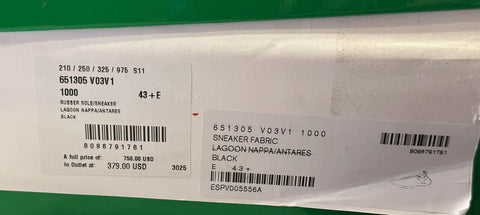 210 / 250 / 325 / 975 S11
651305 V03V1
1000 43+E
RUBBER SOLE/SNEAKER
LAGOON NAPPA/ANTARES
BLACK
8096791781
A full price of: 750.00 USD
In Outlet at: 379.00 USD 3025
651305 V03V1 1000
SNEAKER FABRIC
LAGOON NAPPA/ANTARES
BLACK
E 43+
ESPV005556A
8096791781